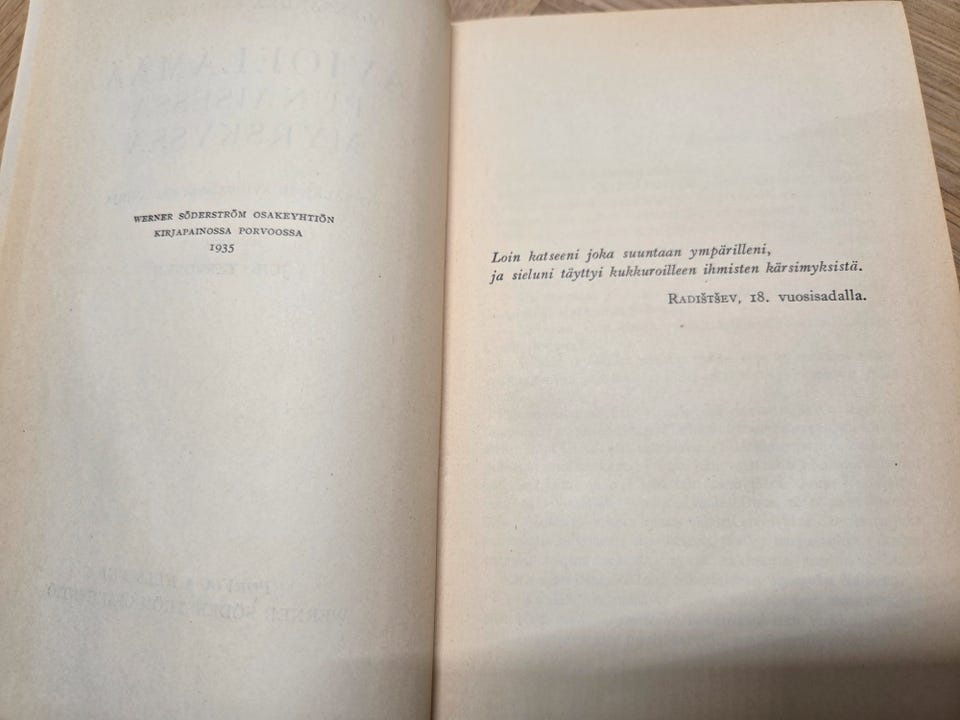 WERNER SÖDERSTRÖM OSAKEYHTIÖN
KIRJAPAINOSSA PORVOOSSA
1935
Loin katseeni joka suuntaan ympärilleni,
ja sieluni täyttyi kukkuroilleen ihmisten kärsimyksistä.
RADIŠTŠEV, 18. vuosisadalla.